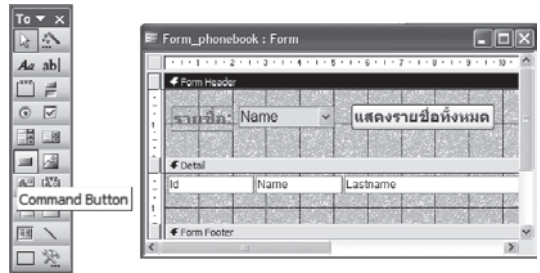 To
Aa ab|
Command Button
Form_phonebook : Form
Form Header
รายชื่อ: Name แสดงรายชื่อทั้งหมด
Detail
Id Name Lastname
Form Footer